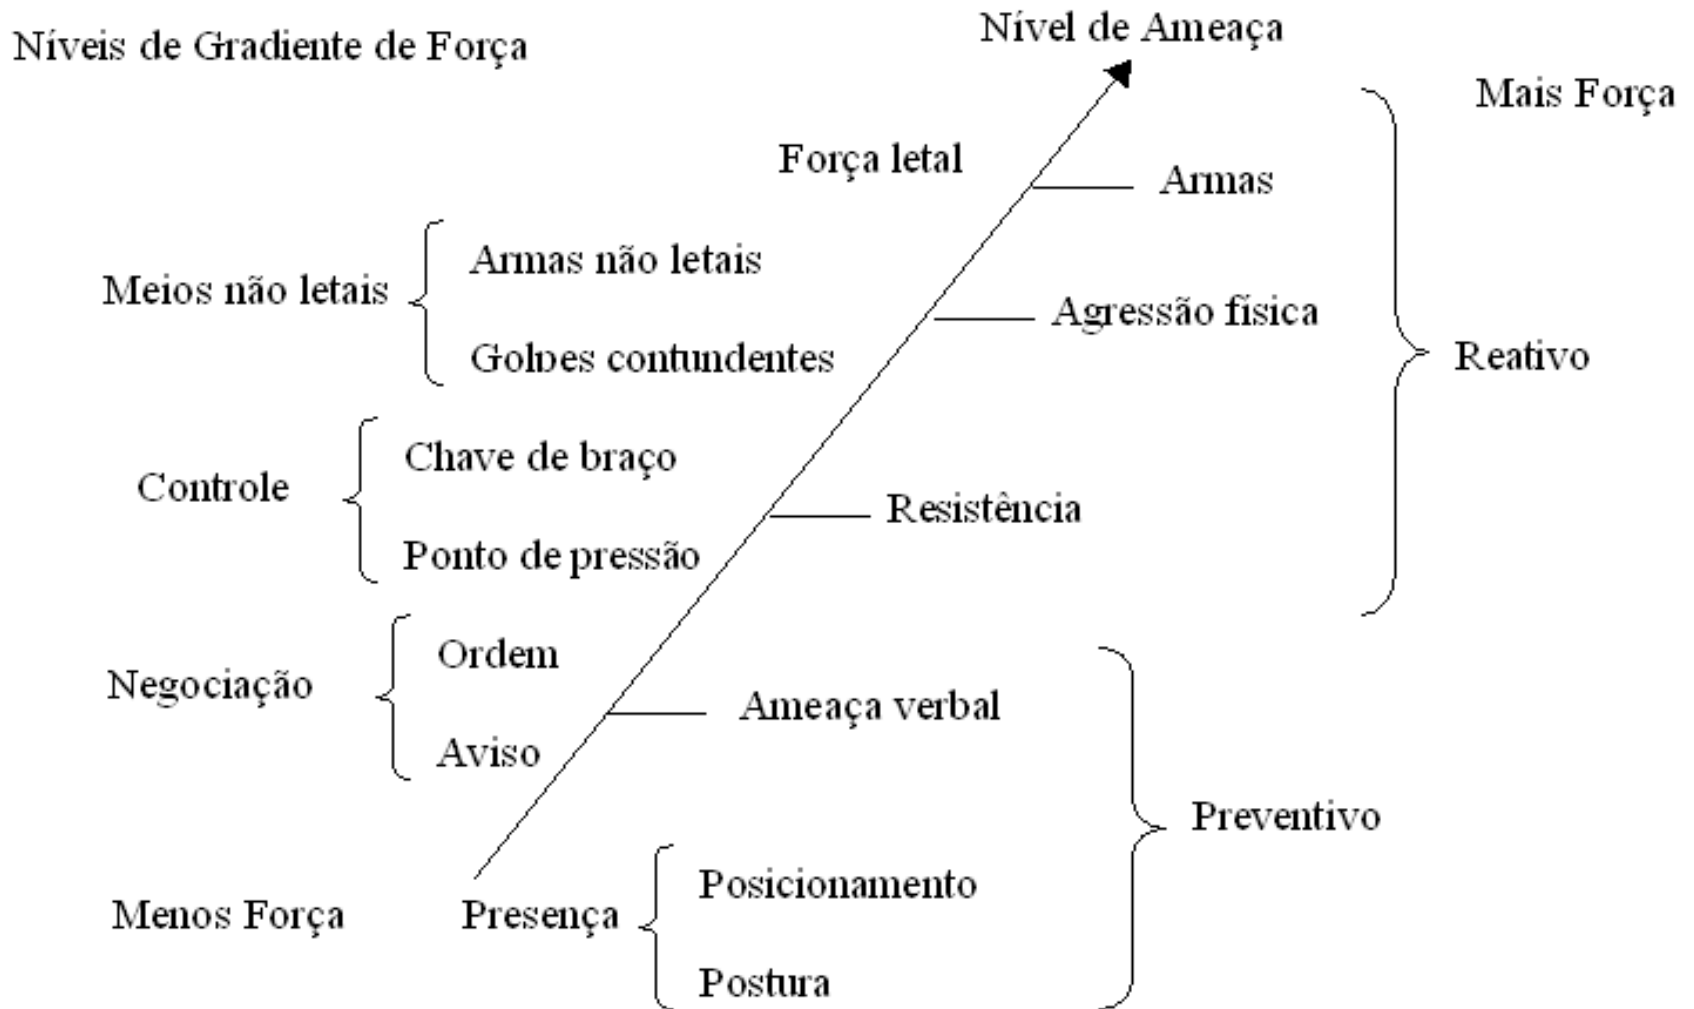 Níveis de Gradiente de Força
Nível de Ameaça
Mais Força
Força letal
Armas
Meios não letais
Armas não letais
Golpes contundentes
Agressão física
Reativo
Controle
Chave de braço
Ponto de pressão
Resistência
Negociação
Ordem
Aviso
Ameaça verbal
Preventivo
Menos Força
Presença
Posicionamento
Postura